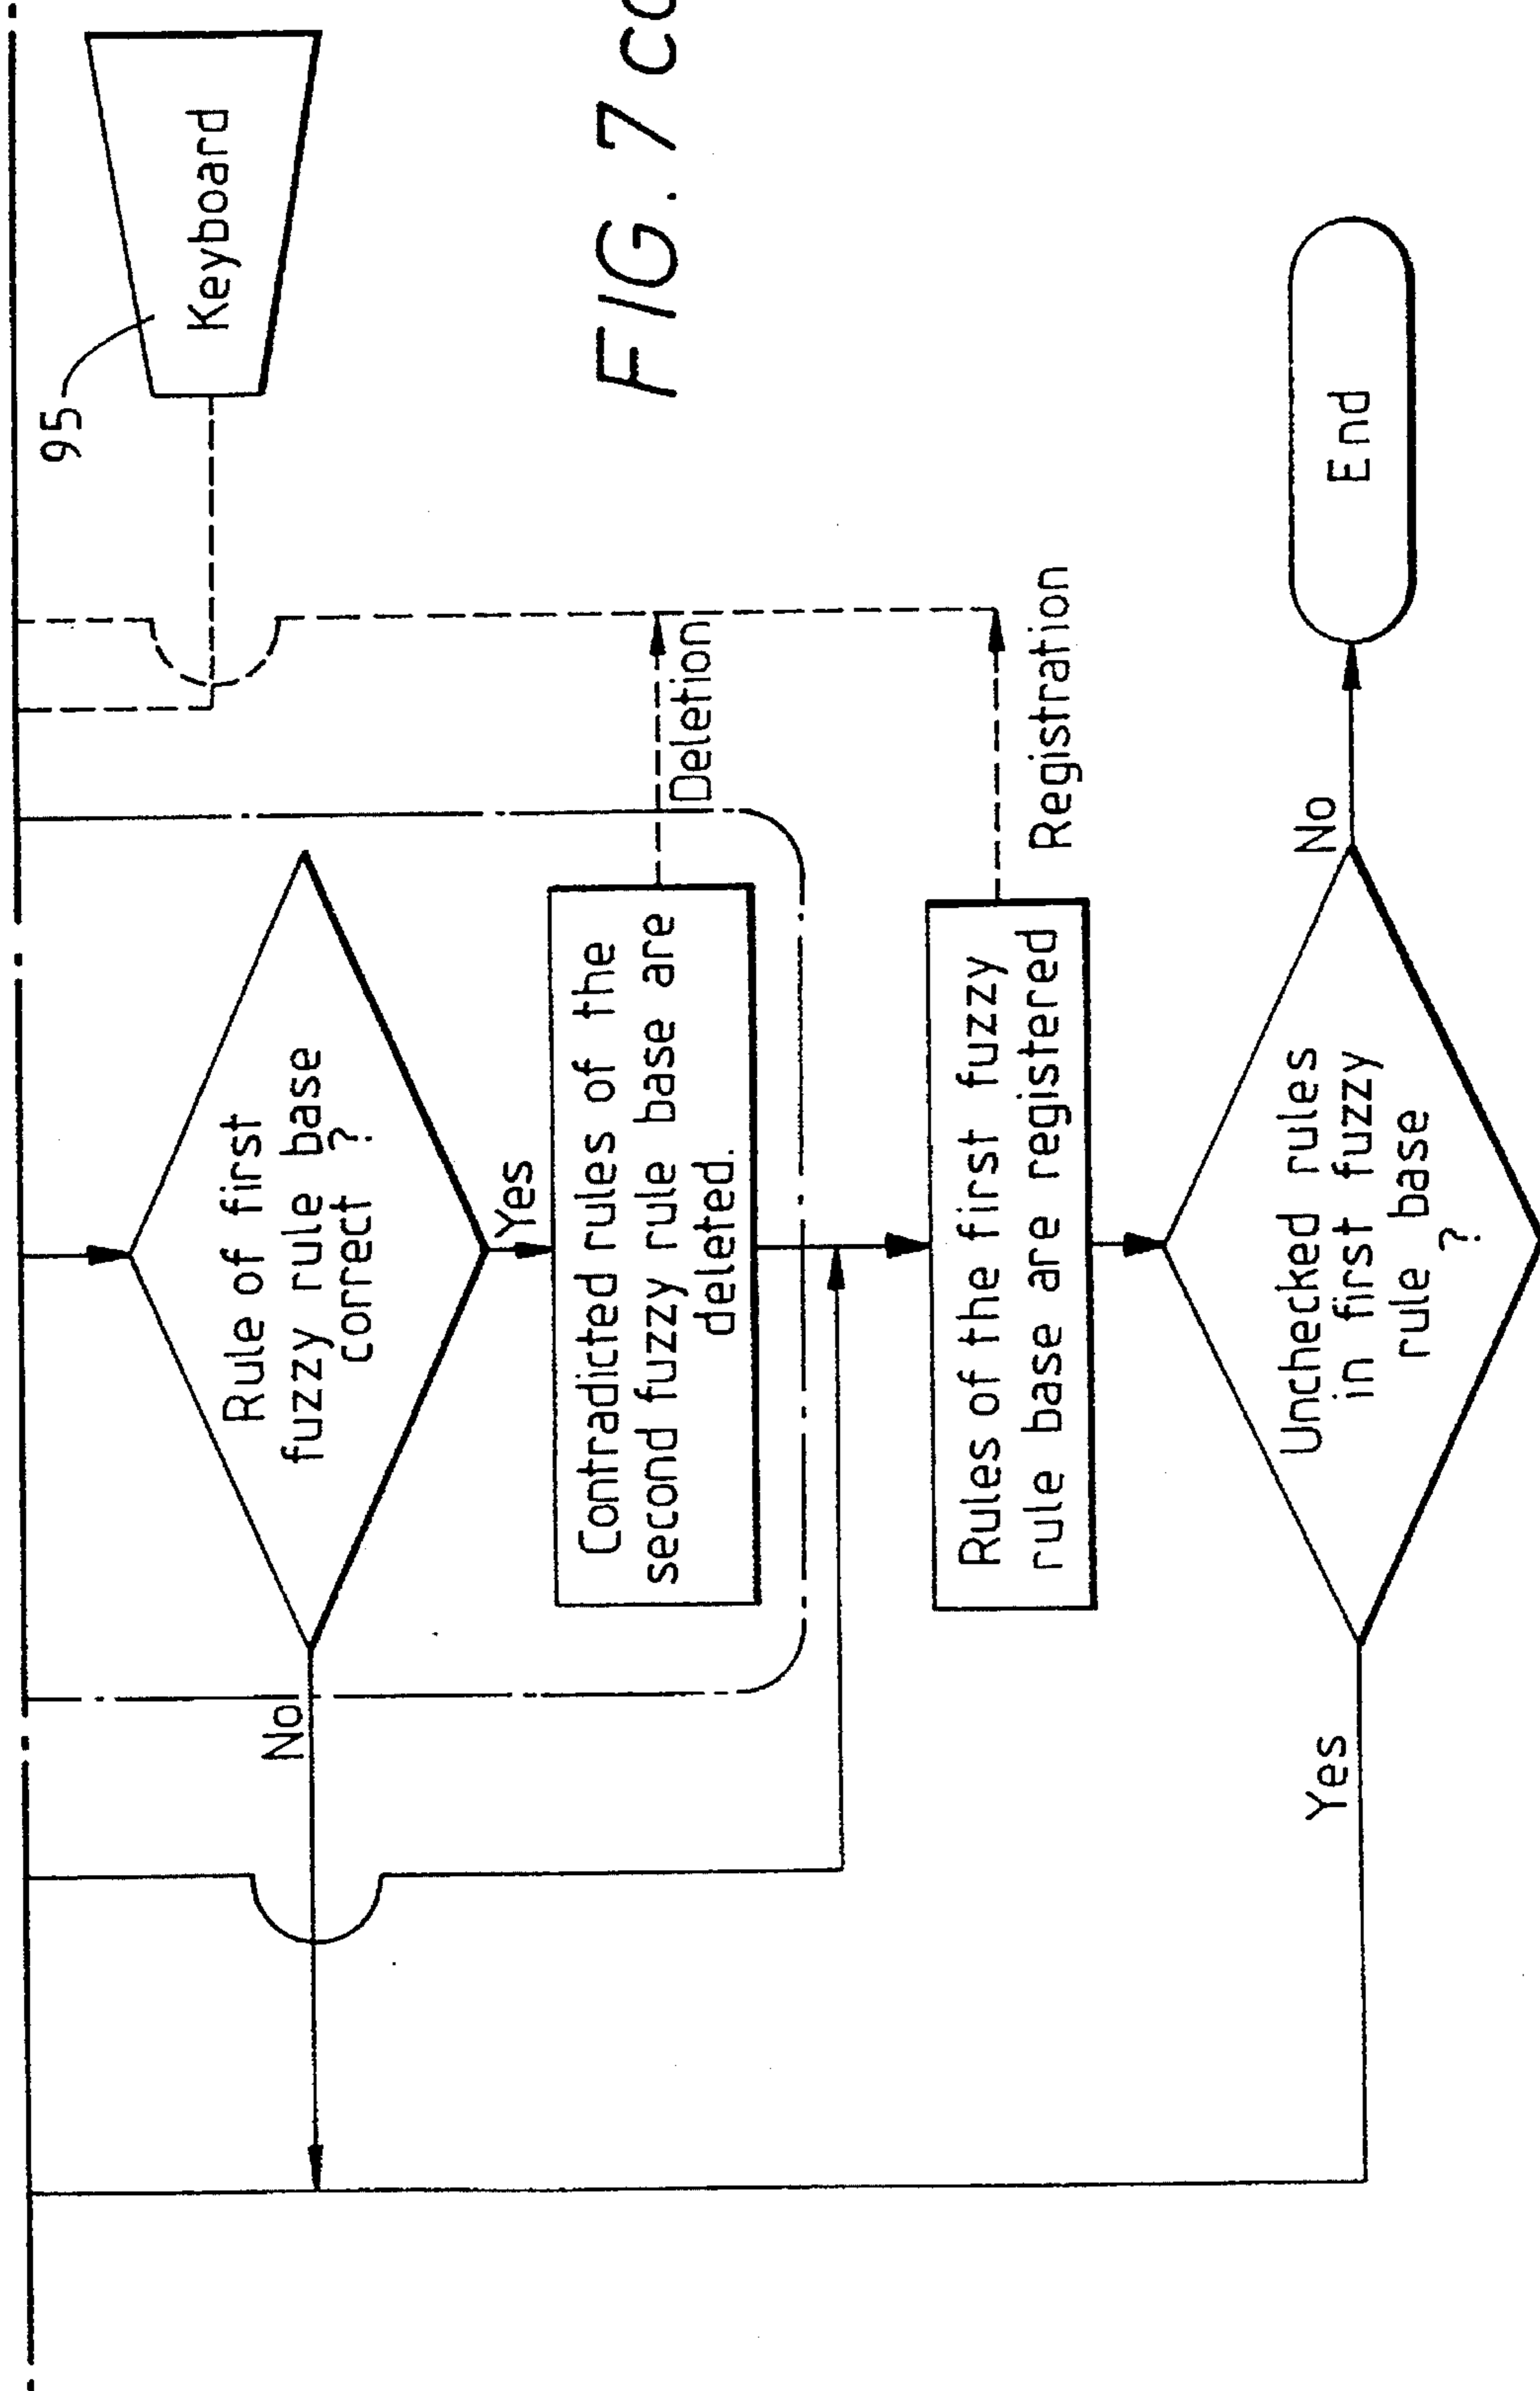 95
Keyboard
Rule of first
fuzzy rule base
correct ?
No
Yes
Contradicted rules of the
second fuzzy rule base are
deleted.
Deletion
FIG. 7
Rules of the first fuzzy
rule base are registered
Registration
Unchecked rules
in first fuzzy
rule base
?
Yes
No
End